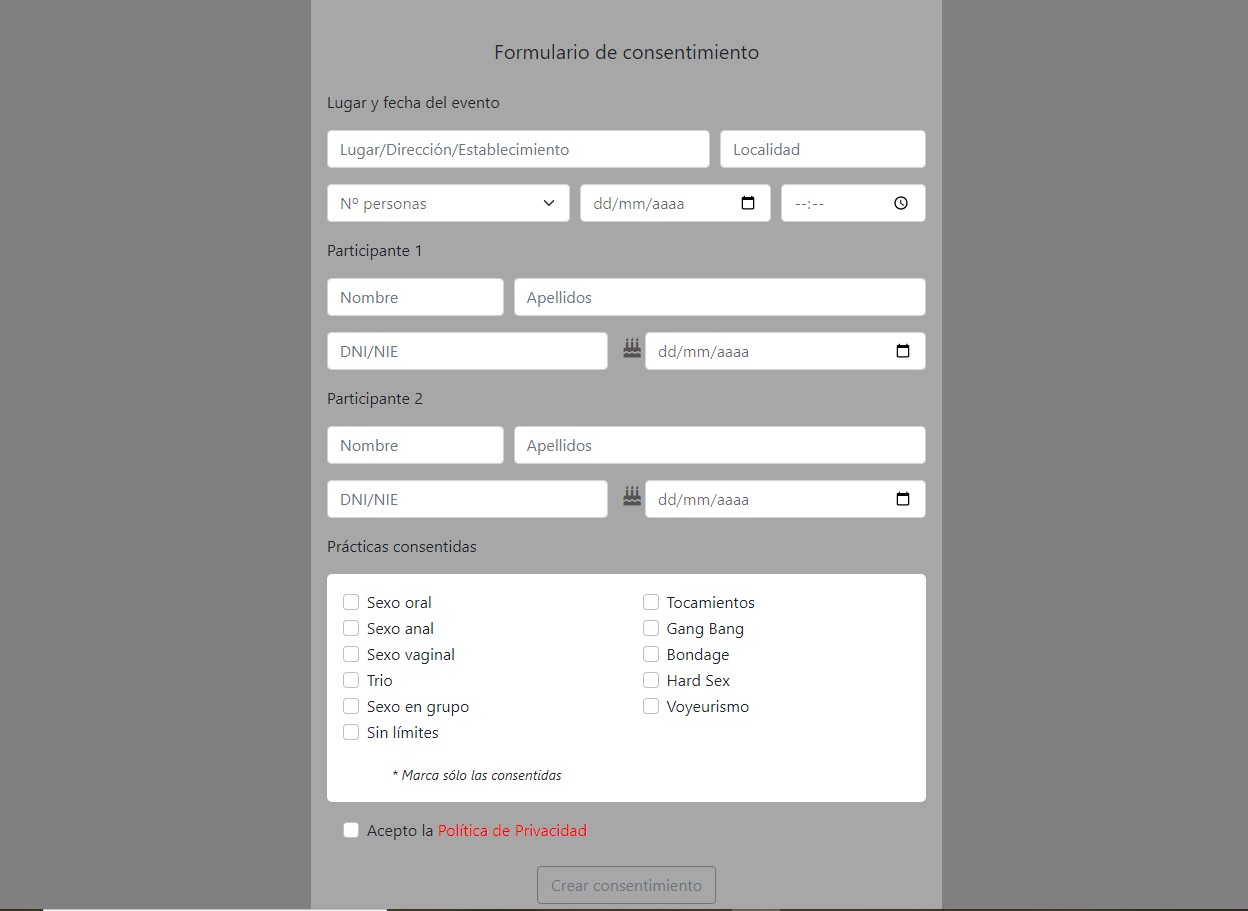 Formulario de consentimiento
Lugar y fecha del evento
Lugar/Dirección/Establecimiento Localidad
Nº personas dd/mm/aaaa --:--
Participante 1
Nombre Apellidos
DNI/NIE dd/mm/aaaa
Participante 2
Nombre Apellidos
DNI/NIE dd/mm/aaaa
Prácticas consentidas
Sexo oral Tocamientos
Sexo anal Gang Bang
Sexo vaginal Bondage
Trio Hard Sex
Sexo en grupo Voyeurismo
Sin límites
* Marca sólo las consentidas
Acepto la Política de Privacidad
Crear consentimiento